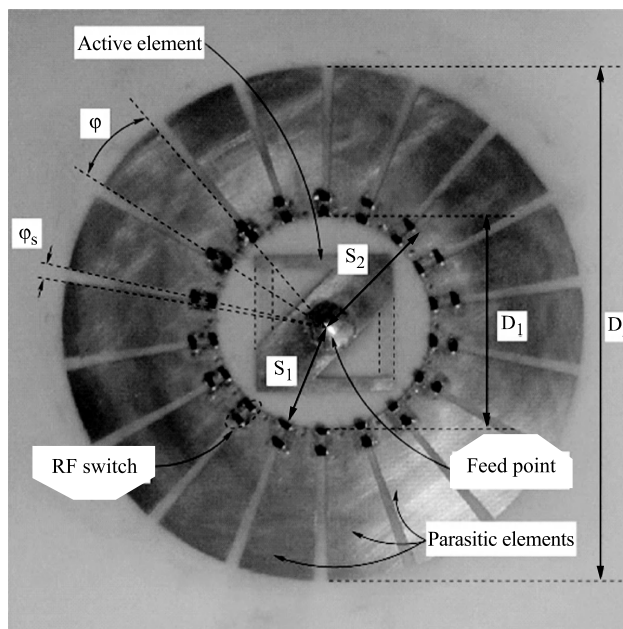 Active element
φ
φs
S2
D1
D
S1
RF switch
Feed point
Parasitic elements